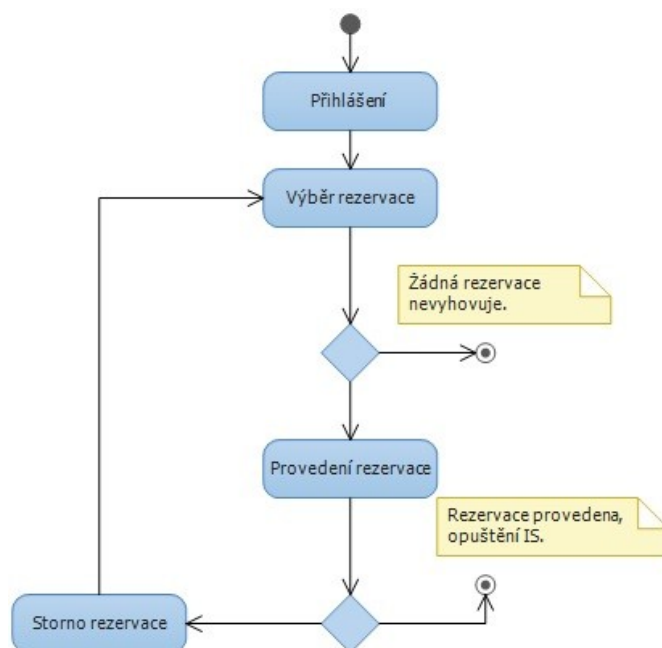 Přihlášení
Výběr rezervace
Žádná rezervace
nevyhovuje.
Provedení rezervace
Rezervace provedena,
opuštění IS.
Storno rezervace